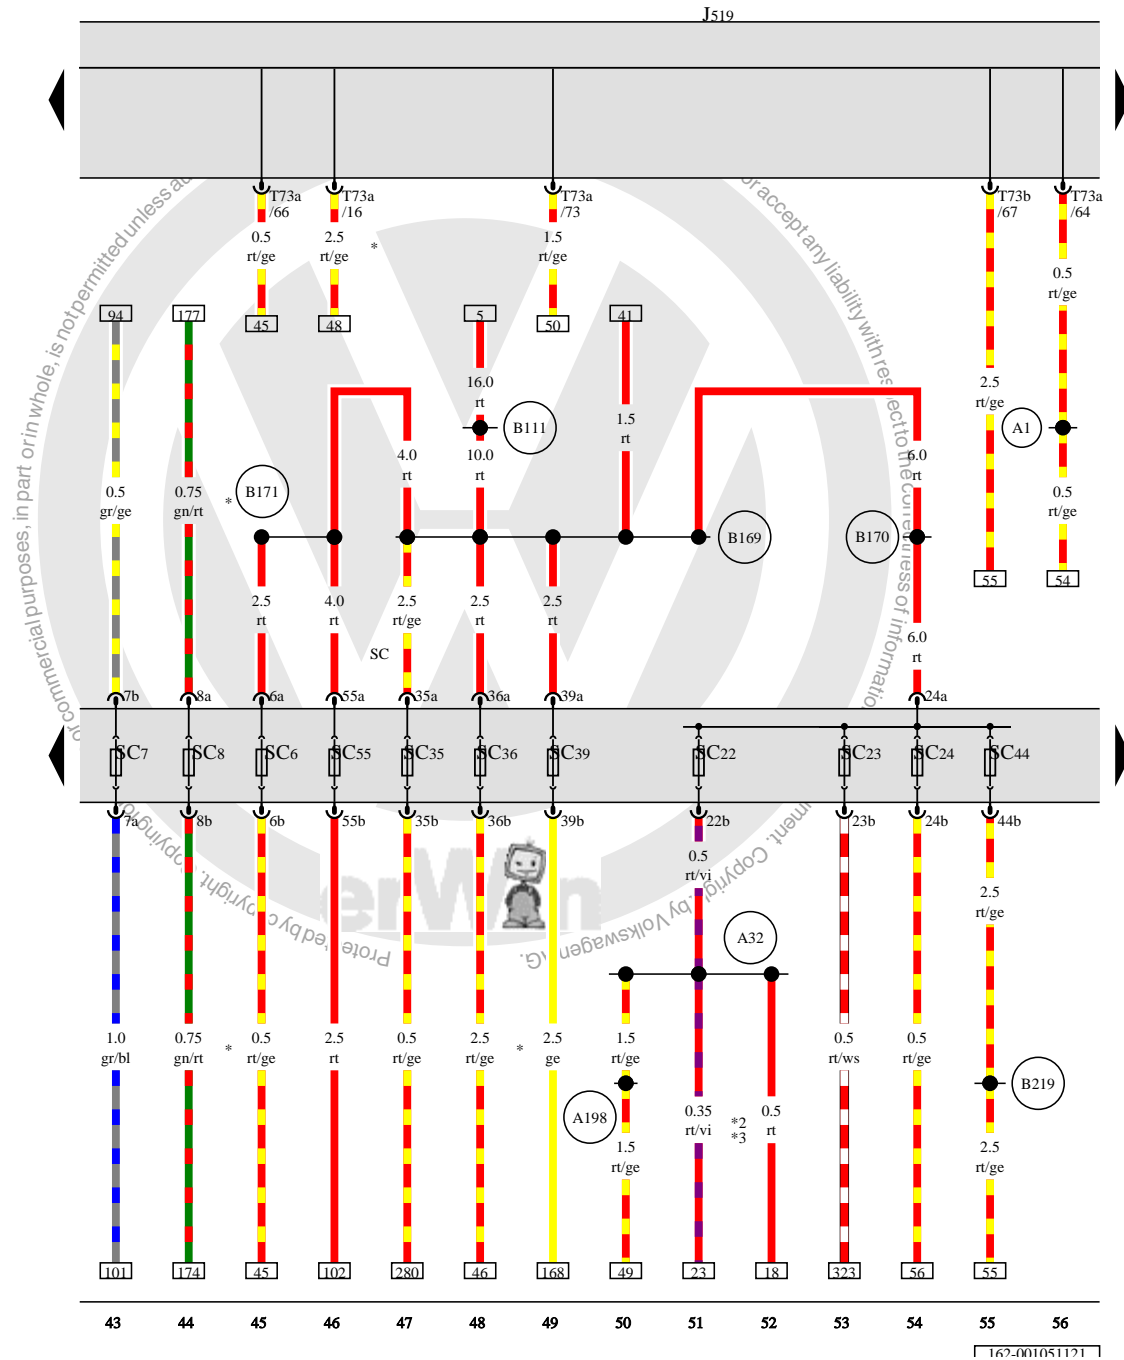 J519
T73a
/66
T73a
/16
T73a
/73
T73b
/67
T73a
/64
0.5
rt/ge
2.5
rt/ge
*
1.5
rt/ge
0.5
rt/ge
94
177
45
48
5
50
41
16.0
rt
2.5
rt/ge
B111
A1
1.5
rt
4.0
rt
10.0
rt
6.0
rt
0.5
gr/ge
0.75
gn/rt
*
B171
0.5
rt/ge
B169
B170
55
54
2.5
rt
4.0
rt
2.5
rt/ge
2.5
rt
2.5
rt
6.0
rt
SC
7b
8a
6a
55a
35a
36a
39a
24a
SC7
SC8
SC6
SC55
SC35
SC36
SC39
SC22
SC23
SC24
SC44
7a
8b
6b
55b
35b
36b
39b
22b
23b
24b
44b
0.5
rt/vi
2.5
rt/ge
A32
1.0
gr/bl
0.75
gn/rt
*
0.5
rt/ge
2.5
rt
0.5
rt/ge
2.5
rt/ge
*
2.5
ge
1.5
rt/ge
0.5
rt/ws
0.5
rt/ge
B219
A198
0.35
rt/vi
*2
*3
0.5
rt
1.5
rt/ge
2.5
rt/ge
101
174
45
102
280
46
168
49
23
18
323
56
55
43
44
45
46
47
48
49
50
51
52
53
54
55
56
162-001051121